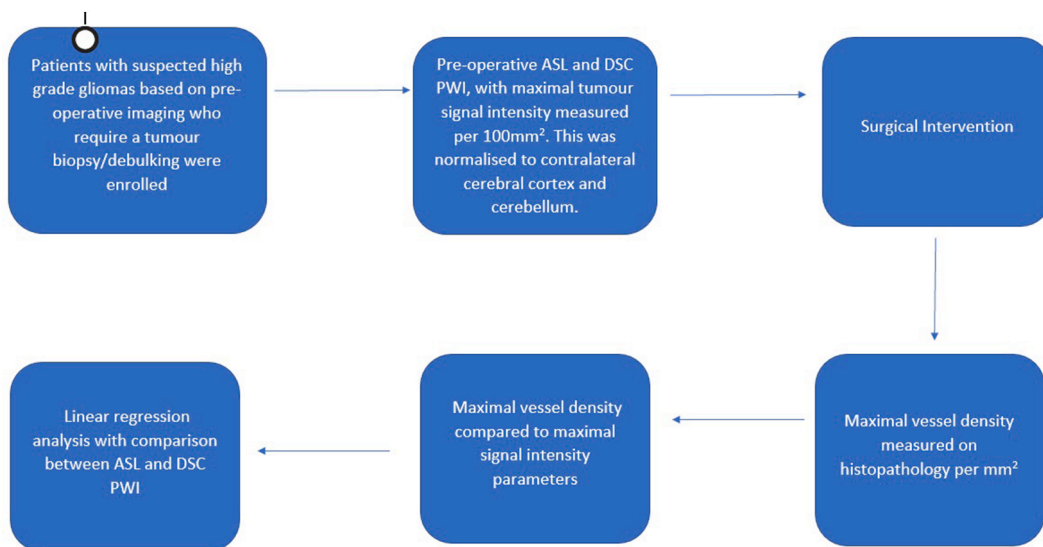 Patients with suspected high
grade gliomas based on pre-
operative imaging who
require a tumour
biopsy/debulking were
enrolled
Pre-operative ASL and DSC
PWI, with maximal tumour
signal intensity measured
per 100mm². This was
normalised to contralateral
cerebral cortex and
cerebellum.
Surgical Intervention
Maximal vessel density
measured on
histopathology per mm²
Maximal vessel density
compared to maximal
signal intensity
parameters
Linear regression
analysis with comparison
between ASL and DSC
PWI